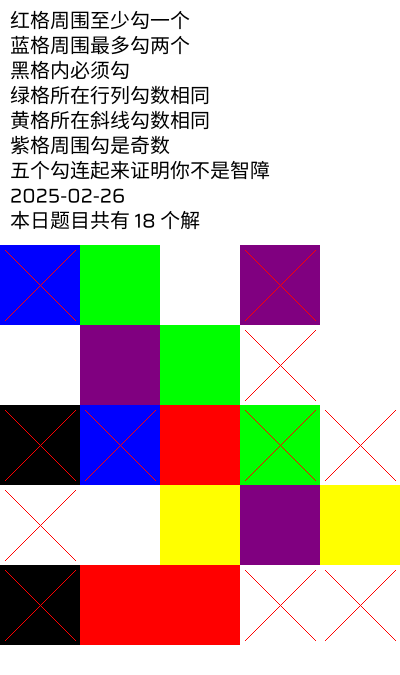 红格周围至少勾一个
蓝格周围最多勾两个
黑格内必须勾
绿格所在行列勾数相同
黄格所在斜线勾数相同
紫格周围勾是奇数
五个勾连起来证明你不是智障
2025-02-26
本日题目共有 18 个解